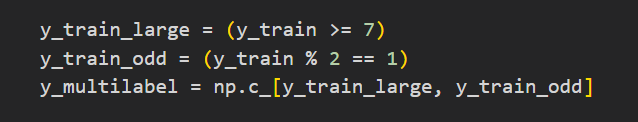 y_train_large = (y_train >= 7)
y_train_odd = (y_train % 2 == 1)
y_multilabel = np.c_[y_train_large, y_train_odd]